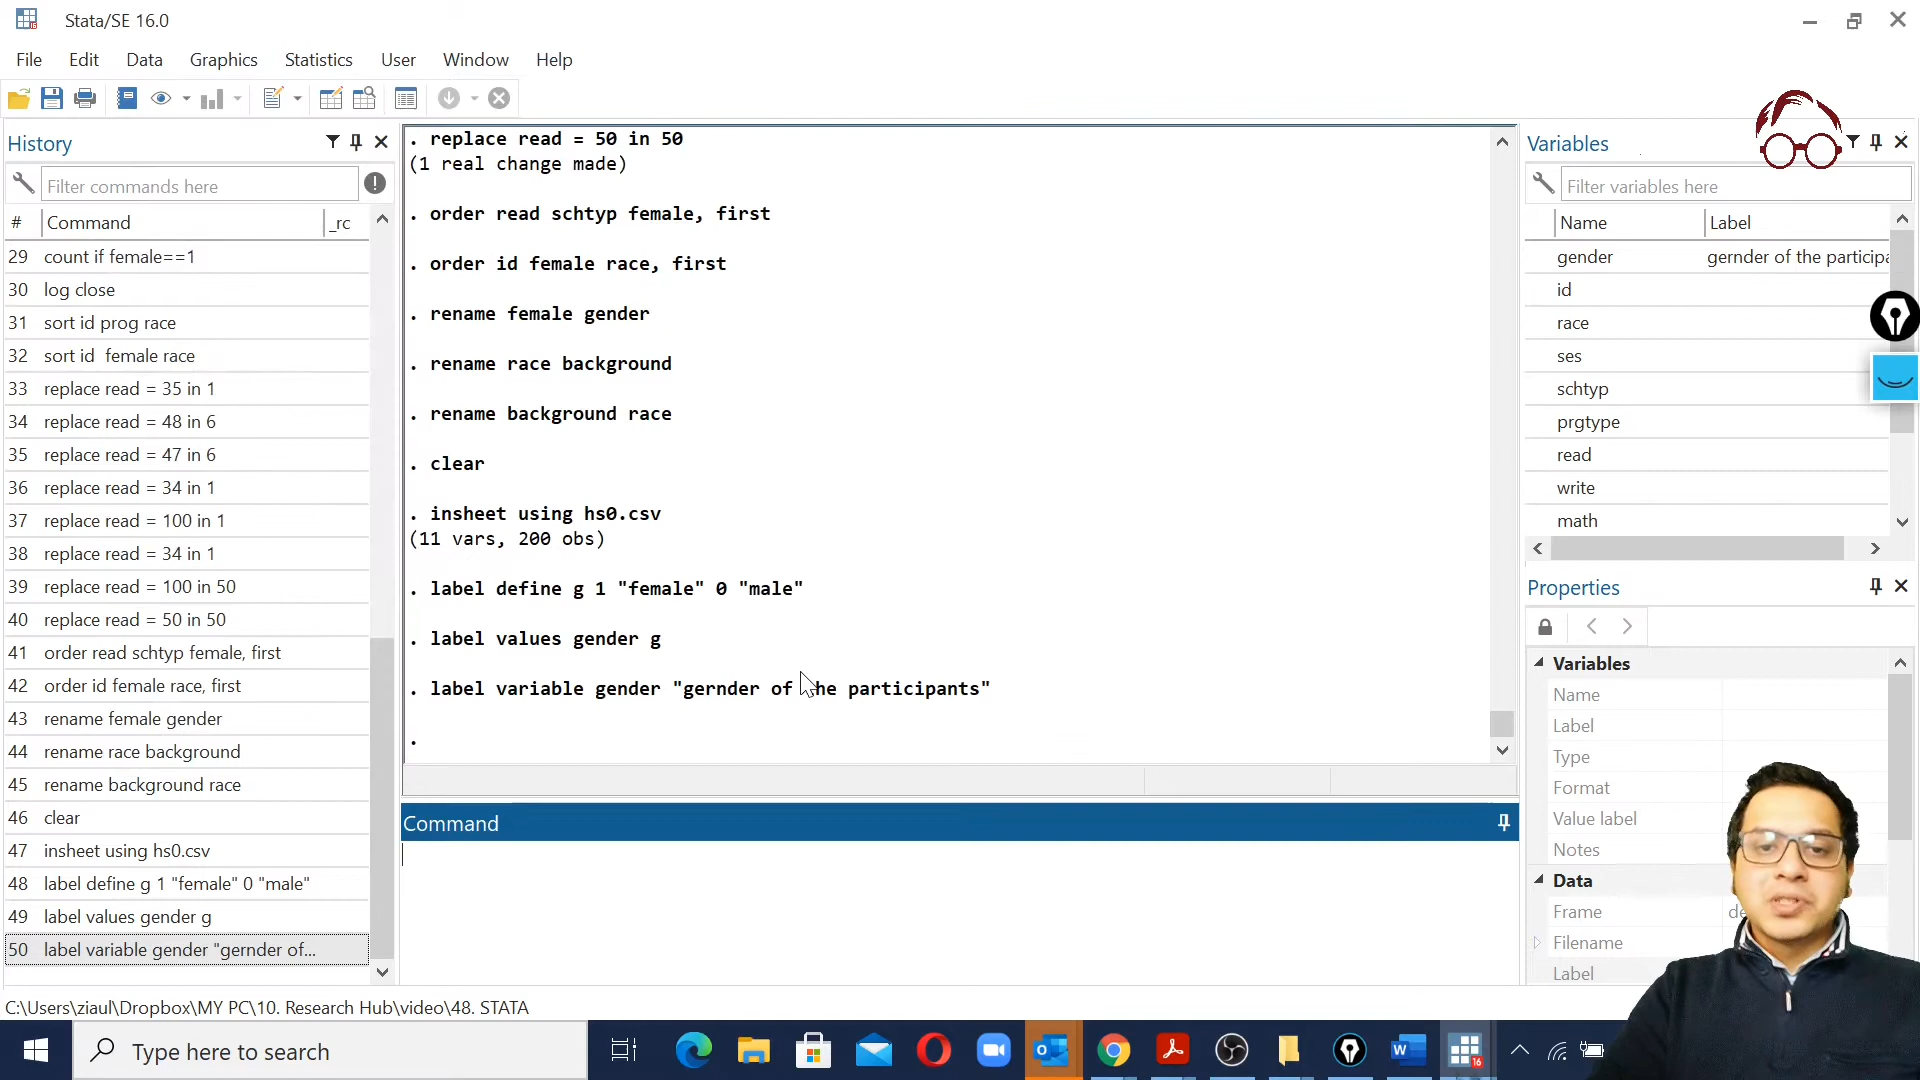 Stata/SE 16.0
File Edit Data Graphics Statistics User Window Help
History
Filter commands here
# Command _rc
29 count if female==1
30 log close
31 sort id prog race
32 sort id  female race
33 replace read = 35 in 1
34 replace read = 48 in 6
35 replace read = 47 in 6
36 replace read = 34 in 1
37 replace read = 100 in 1
38 replace read = 34 in 1
39 replace read = 100 in 50
40 replace read = 50 in 50
41 order read schtyp female, first
42 order id female race, first
43 rename female gender
44 rename race background
45 rename background race
46 clear
47 insheet using hs0.csv
48 label define g 1 "female" 0 "male"
49 label values gender g
50 label variable gender "gernder of...
. replace read = 50 in 50
(1 real change made)
. order read schtyp female, first
. order id female race, first
. rename female gender
. rename race background
. rename background race
. clear
. insheet using hs0.csv
(11 vars, 200 obs)
. label define g 1 "female" 0 "male"
. label values gender g
. label variable gender "gernder of the participants"
.
Command
Variables
Filter variables here
Name Label
gender gernder of the participa
id
race
ses
schtyp
prgtype
read
write
math
Properties
Variables
Name
Label
Type
Format
Value label
Notes
Data
Frame de
Filename
Label
C:\Users\ziaul\Dropbox\MY PC\10. Research Hub\video\48. STATA
Type here to search
16